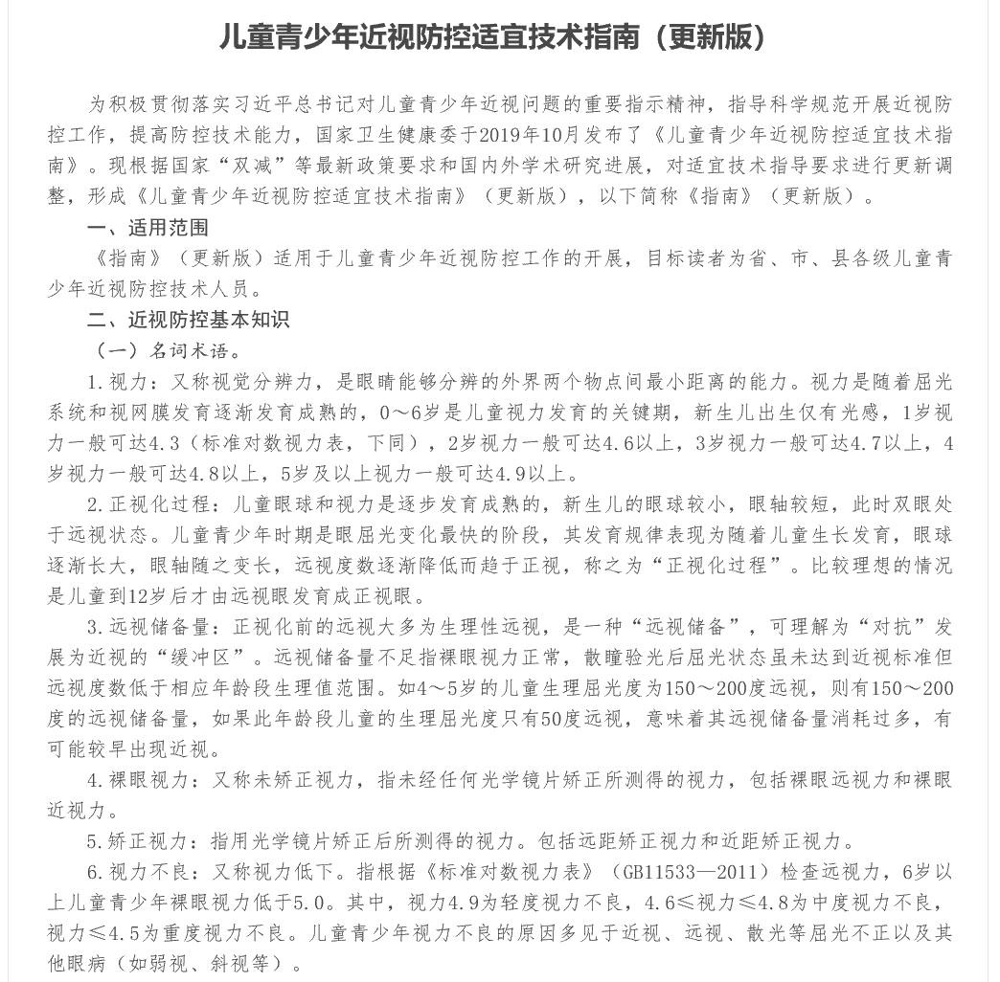 儿童青少年近视防控适宜技术指南（更新版）
为积极贯彻落实习近平总书记对儿童青少年近视问题的重要指示精神，指导科学规范开展近视防
控工作，提高防控技术能力，国家卫生健康委于2019年10月发布了《儿童青少年近视防控适宜技术指
南》。现根据国家“双减”等最新政策要求和国内外学术研究进展，对适宜技术指导要求进行更新调
整，形成《儿童青少年近视防控适宜技术指南》（更新版），以下简称《指南》（更新版）。
一、适用范围
《指南》（更新版）适用于儿童青少年近视防控工作的开展，目标读者为省、市、县各级儿童青
少年近视防控技术人员。
二、近视防控基本知识
（一）名词术语。
1.视力：又称视觉分辨力，是眼睛能够分辨的外界两个物点间最小距离的能力。视力是随着屈光
系统和视网膜发育逐渐发育成熟的，0～6岁是儿童视力发育的关键期，新生儿出生仅有光感，1岁视
力一般可达4.3（标准对数视力表，下同），2岁视力一般可达4.6以上，3岁视力一般可达4.7以上，4
岁视力一般可达4.8以上，5岁及以上视力一般可达4.9以上。
2.正视化过程：儿童眼球和视力是逐步发育成熟的，新生儿的眼球较小，眼轴较短，此时双眼处
于远视状态。儿童青少年时期是眼屈光变化最快的阶段，其发育规律表现为随着儿童生长发育，眼球
逐渐长大，眼轴随之变长，远视度数逐渐降低而趋于正视，称之为“正视化过程”。比较理想的情况
是儿童到12岁后才由远视眼发育成正视眼。
3.远视储备量：正视化前的远视大多为生理性远视，是一种“远视储备”，可理解为“对抗”发
展为近视的“缓冲区”。远视储备量不足指裸眼视力正常，散瞳验光后屈光状态虽未达到近视标准但
远视度数低于相应年龄段生理值范围。如4～5岁的儿童生理屈光度为150～200度远视，则有150～200
度的远视储备量，如果此年龄段儿童的生理屈光度只有50度远视，意味着其远视储备量消耗过多，有
可能较早出现近视。
4.裸眼视力：又称未矫正视力，指未经任何光学镜片矫正所测得的视力，包括裸眼远视力和裸眼
近视力。
5.矫正视力：指用光学镜片矫正后所测得的视力。包括远距矫正视力和近距矫正视力。
6.视力不良：又称视力低下。指根据《标准对数视力表》（GB11533—2011）检查远视力，6岁以
上儿童青少年裸眼视力低于5.0。其中，视力4.9为轻度视力不良，4.6≤视力≤4.8为中度视力不良，
视力≤4.5为重度视力不良。儿童青少年视力不良的原因多见于近视、远视、散光等屈光不正以及其
他眼病（如弱视、斜视等）。